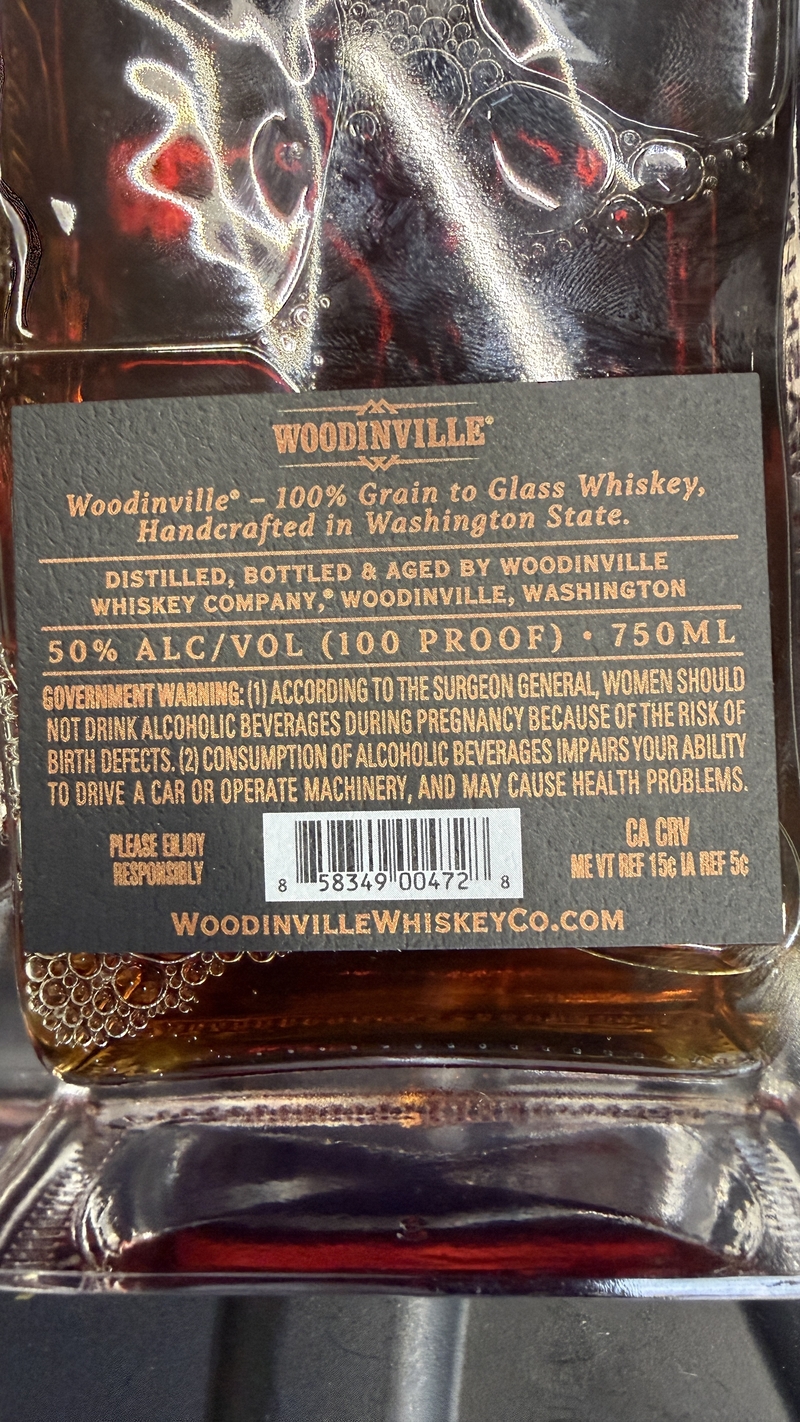 WOODINVILLE®
Woodinville® – 100% Grain to Glass Whiskey,
Handcrafted in Washington State.
DISTILLED, BOTTLED & AGED BY WOODINVILLE
WHISKEY COMPANY,® WOODINVILLE, WASHINGTON
50% ALC/VOL (100 PROOF) • 750ML
GOVERNMENT WARNING: (1) ACCORDING TO THE SURGEON GENERAL, WOMEN SHOULD
NOT DRINK ALCOHOLIC BEVERAGES DURING PREGNANCY BECAUSE OF THE RISK OF
BIRTH DEFECTS. (2) CONSUMPTION OF ALCOHOLIC BEVERAGES IMPAIRS YOUR ABILITY
TO DRIVE A CAR OR OPERATE MACHINERY, AND MAY CAUSE HEALTH PROBLEMS.
PLEASE ENJOY
RESPONSIBLY
8 58349 00472 8
CA CRV
ME VT REF 15¢ IA REF 5¢
WOODINVILLEWHISKEYCO.COM